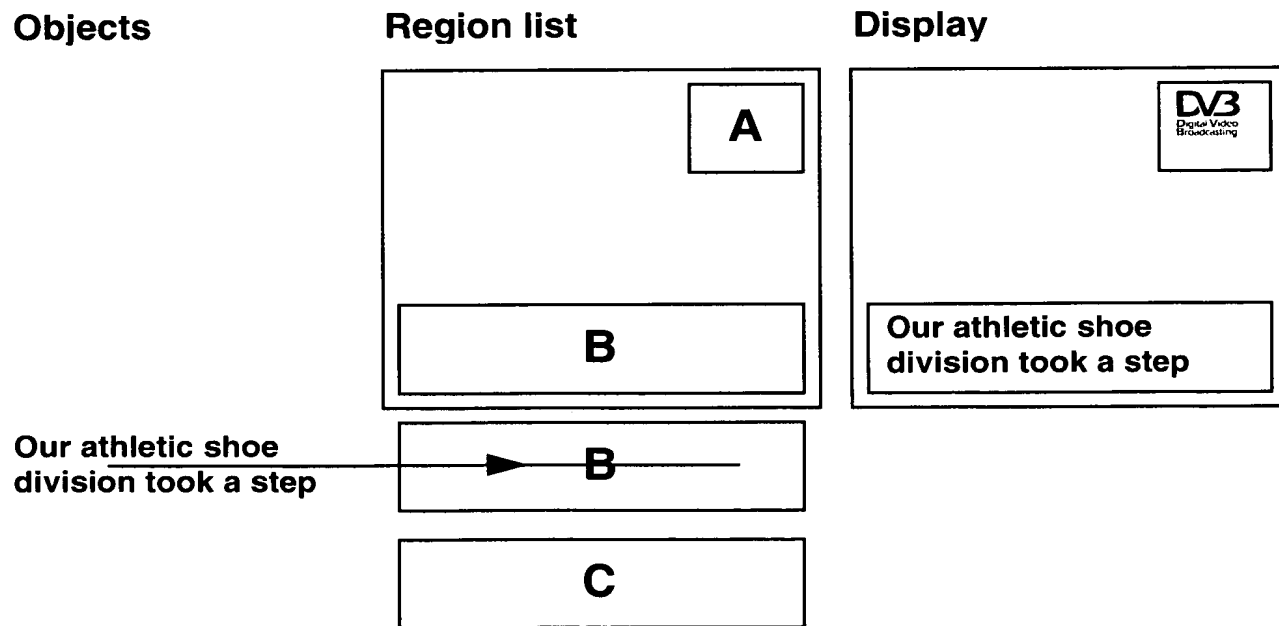 Objects
Region list
Display
A
DVB
Digital Video
Broadcasting
B
Our athletic shoe
division took a step
Our athletic shoe
division took a step
B
C